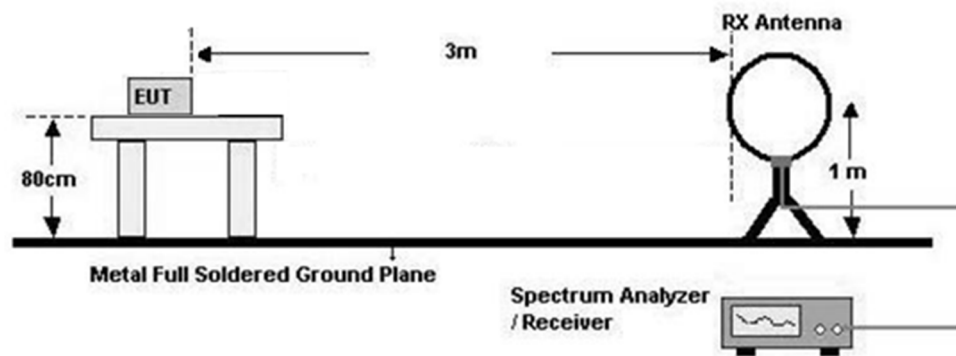 RX Antenna
3m
EUT
80cm
1 m
Metal Full Soldered Ground Plane
Spectrum Analyzer
/ Receiver